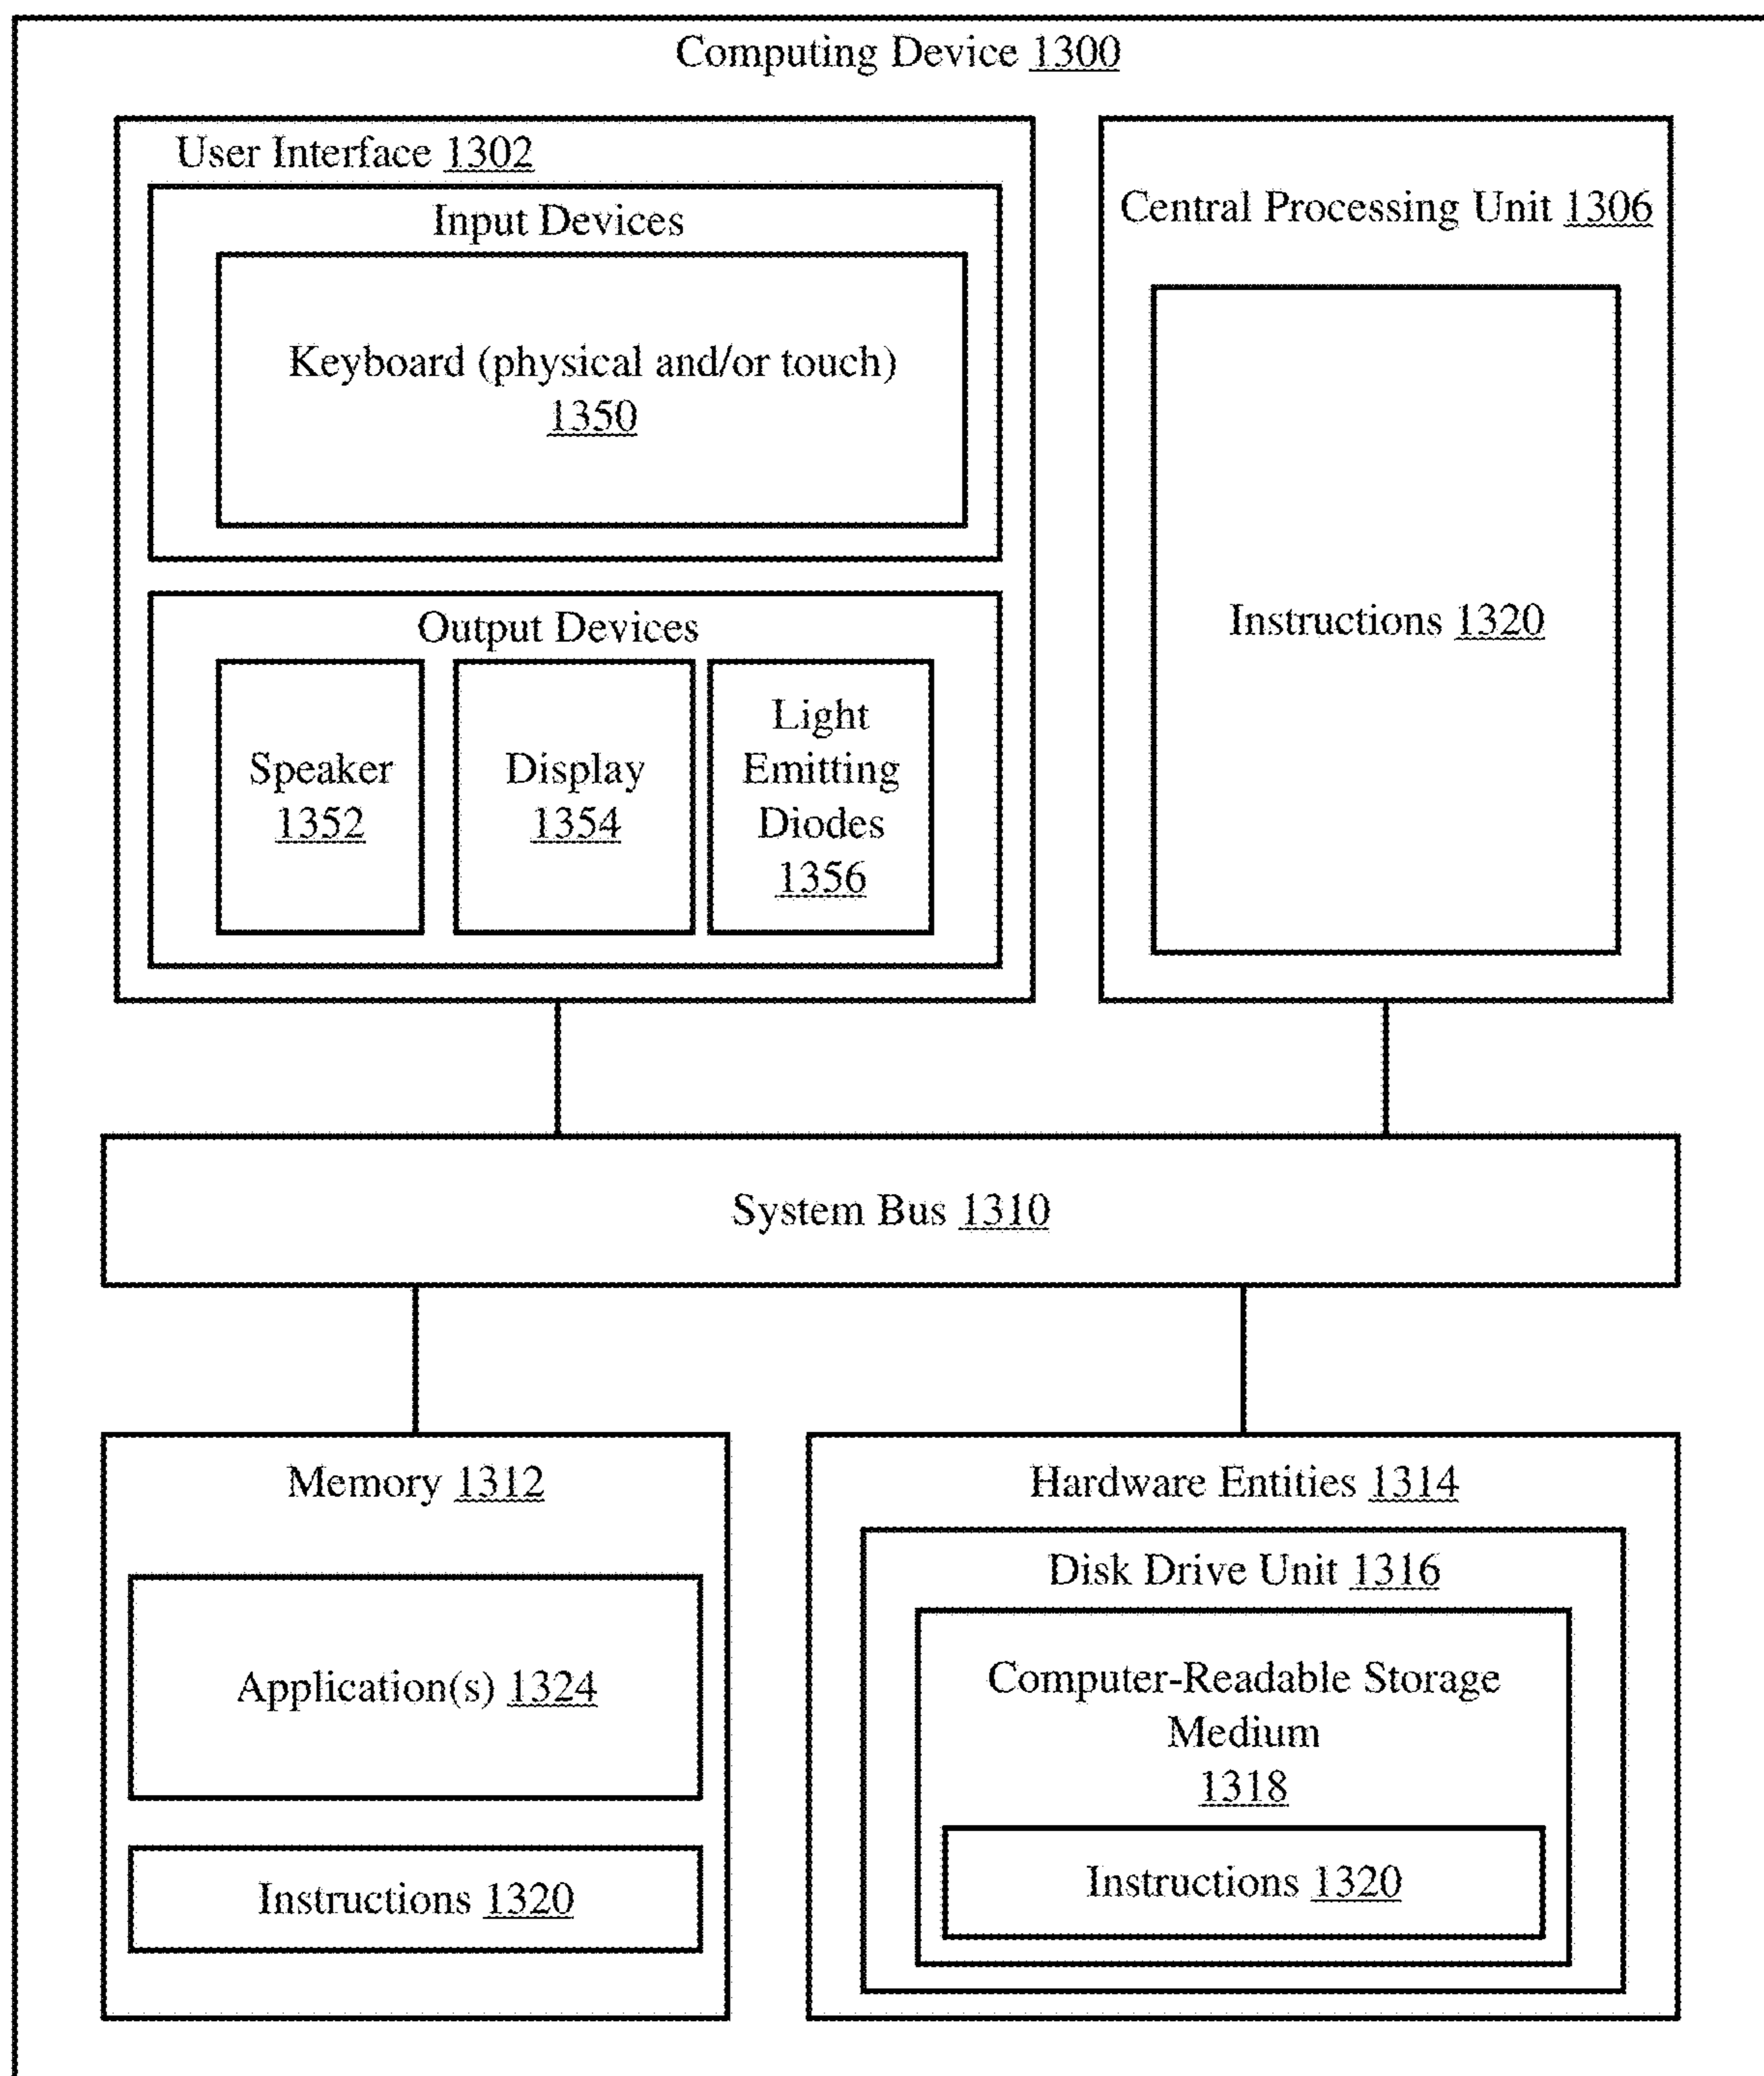 Computing Device 1300
User Interface 1302
Input Devices
Keyboard (physical and/or touch)
1350
Output Devices
Speaker
1352
Display
1354
Light
Emitting
Diodes
1356
Central Processing Unit 1306
Instructions 1320
System Bus 1310
Memory 1312
Application(s) 1324
Instructions 1320
Hardware Entities 1314
Disk Drive Unit 1316
Computer-Readable Storage
Medium
1318
Instructions 1320